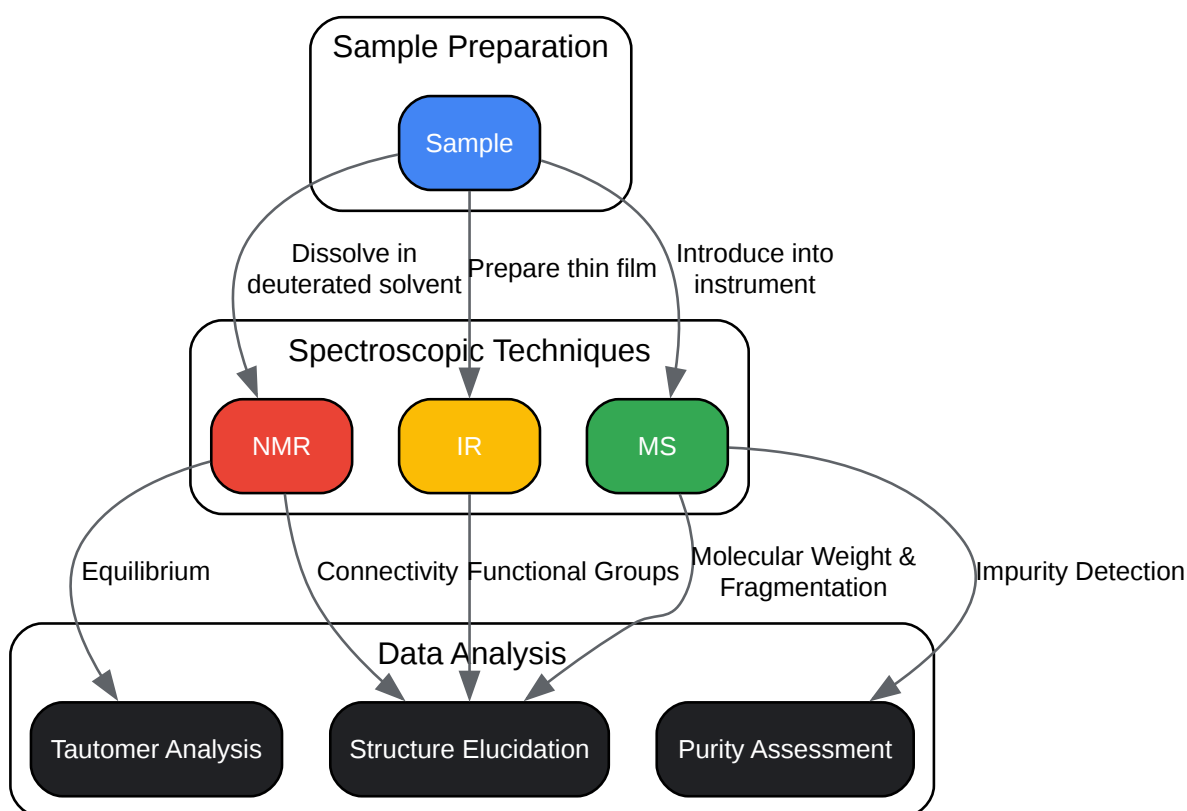 Sample Preparation
Sample
Dissolve in
deuterated solvent
Prepare thin film
Introduce into
instrument
Spectroscopic Techniques
NMR
IR
MS
Equilibrium
Connectivity
Functional Groups
Molecular Weight &
Fragmentation
Impurity Detection
Data Analysis
Tautomer Analysis
Structure Elucidation
Purity Assessment